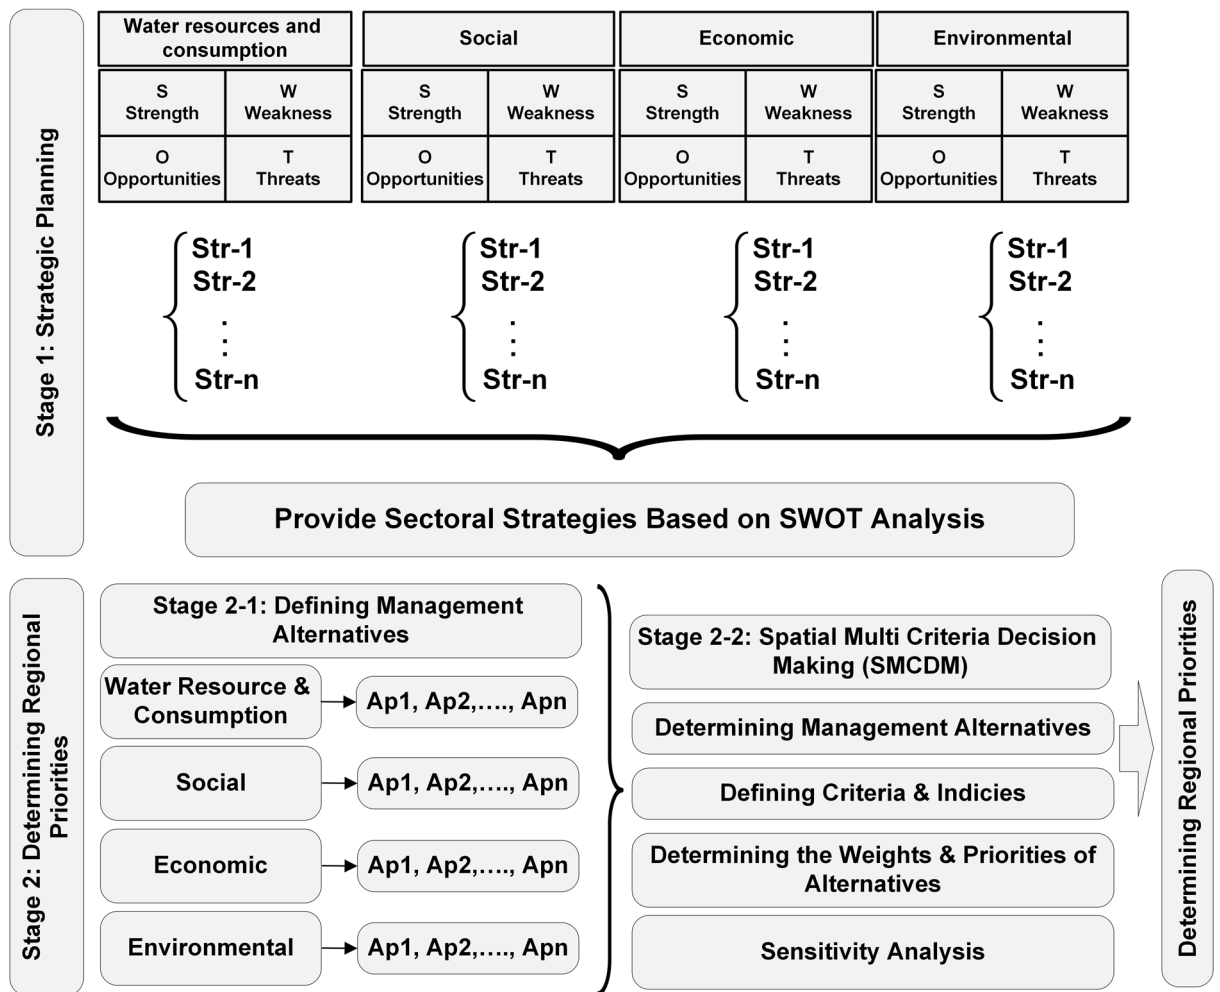 Stage 1: Strategic Planning
Water resources and
consumption
S
Strength
W
Weakness
O
Opportunities
T
Threats
Str-1
Str-2
.
.
.
Str-n
Social
S
Strength
W
Weakness
O
Opportunities
T
Threats
Str-1
Str-2
.
.
.
Str-n
Economic
S
Strength
W
Weakness
O
Opportunities
T
Threats
Str-1
Str-2
.
.
.
Str-n
Environmental
S
Strength
W
Weakness
O
Opportunities
T
Threats
Str-1
Str-2
.
.
.
Str-n
Provide Sectoral Strategies Based on SWOT Analysis
Stage 2: Determining Regional
Priorities
Stage 2-1: Defining Management
Alternatives
Water Resource &
Consumption
Ap1, Ap2,…., Apn
Social
Ap1, Ap2,…., Apn
Economic
Ap1, Ap2,…., Apn
Environmental
Ap1, Ap2,…., Apn
Stage 2-2: Spatial Multi Criteria Decision
Making (SMCDM)
Determining Management Alternatives
Defining Criteria & Indicies
Determining the Weights & Priorities of
Alternatives
Sensitivity Analysis
Determining Regional Priorities